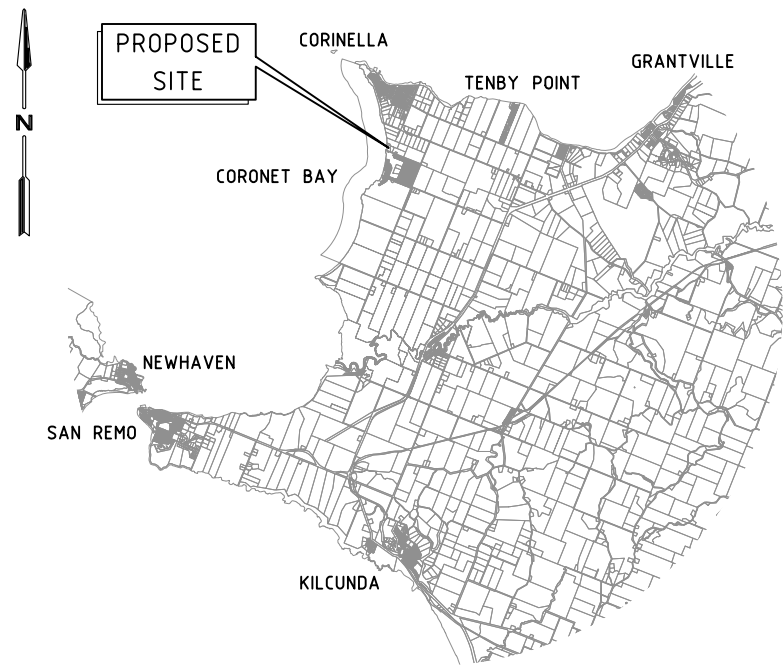 PROPOSED
SITE
CORINELLA
GRANTVILLE
TENBY POINT
N
CORONET BAY
NEWHAVEN
SAN REMO
KILCUNDA